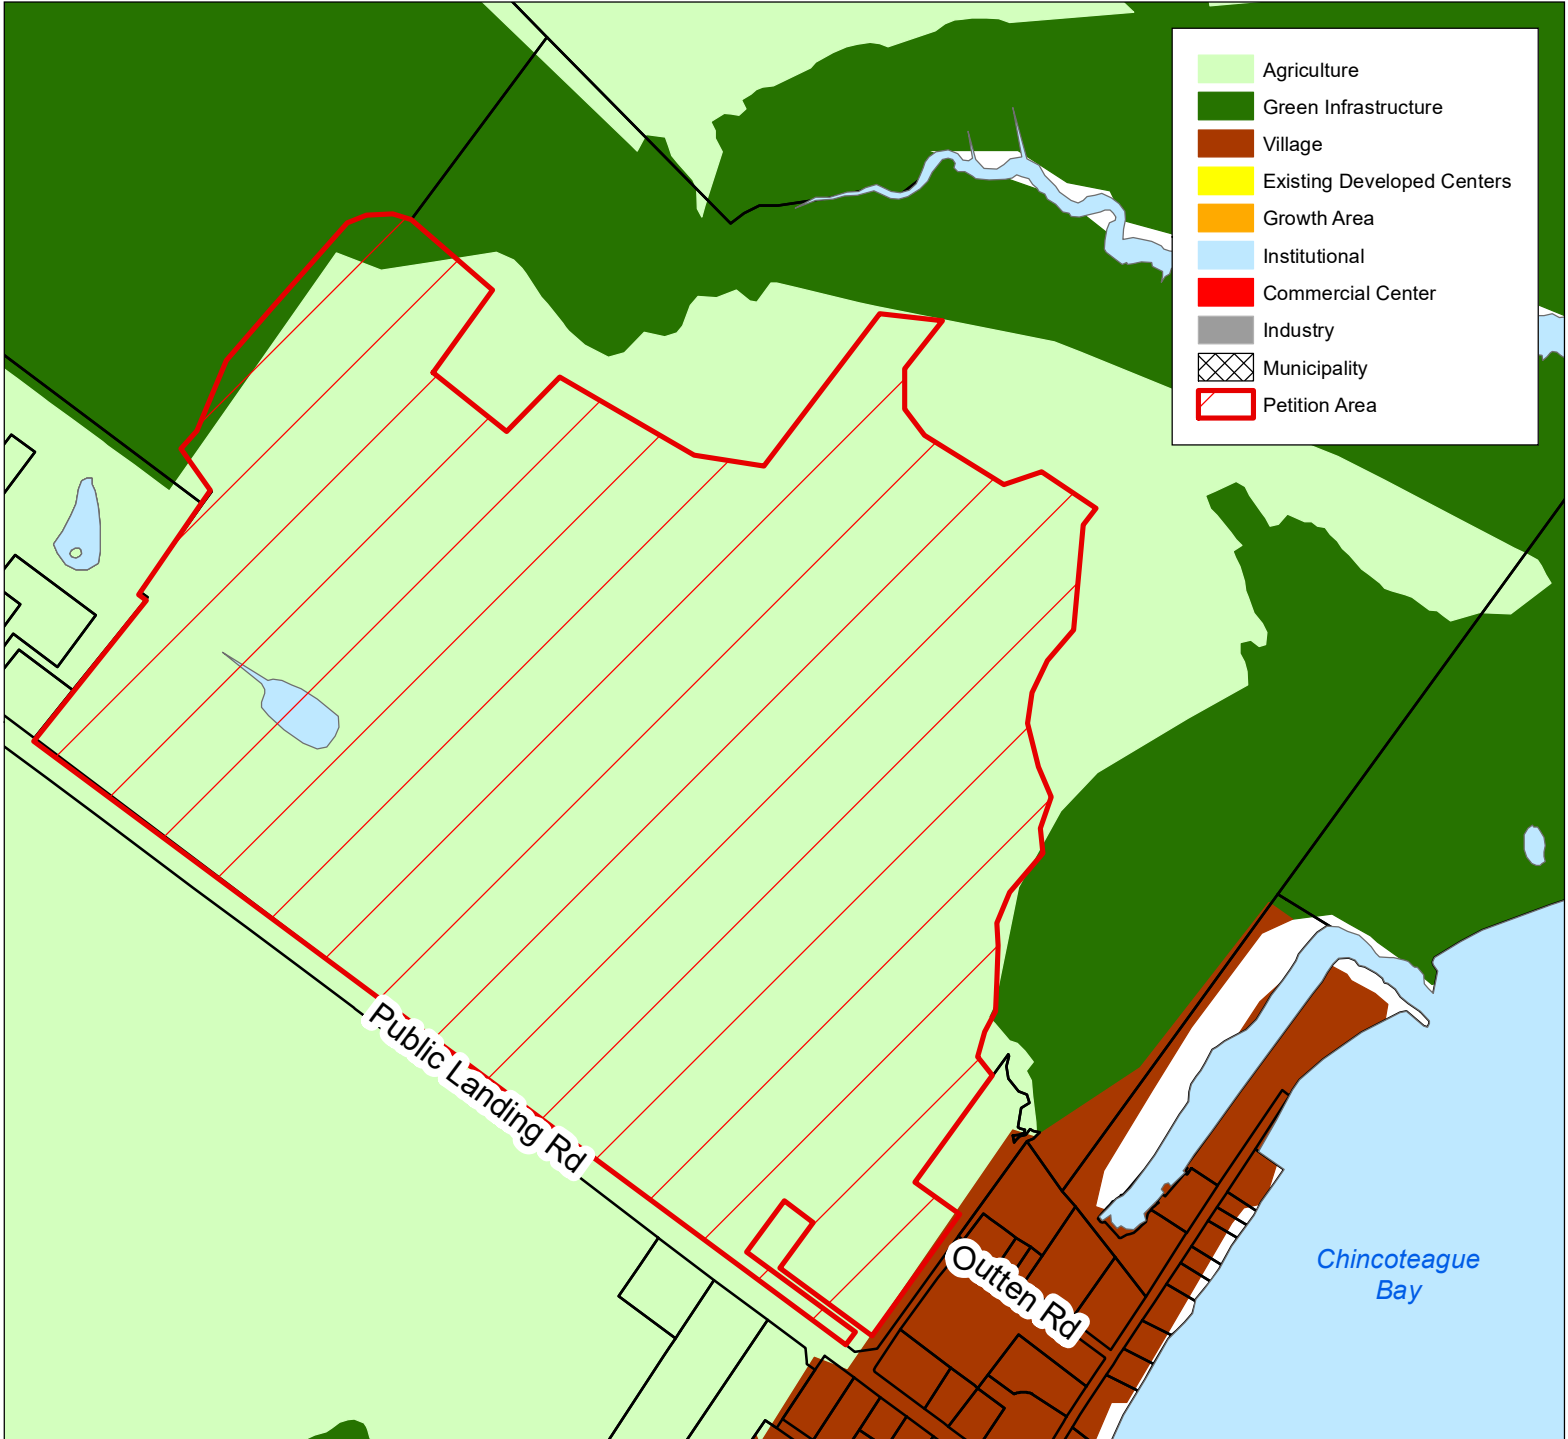 Agriculture
Green Infrastructure
Village
Existing Developed Centers
Growth Area
Institutional
Commercial Center
Industry
Municipality
Petition Area
Public Landing Rd
Outten Rd
Chincoteague
Bay